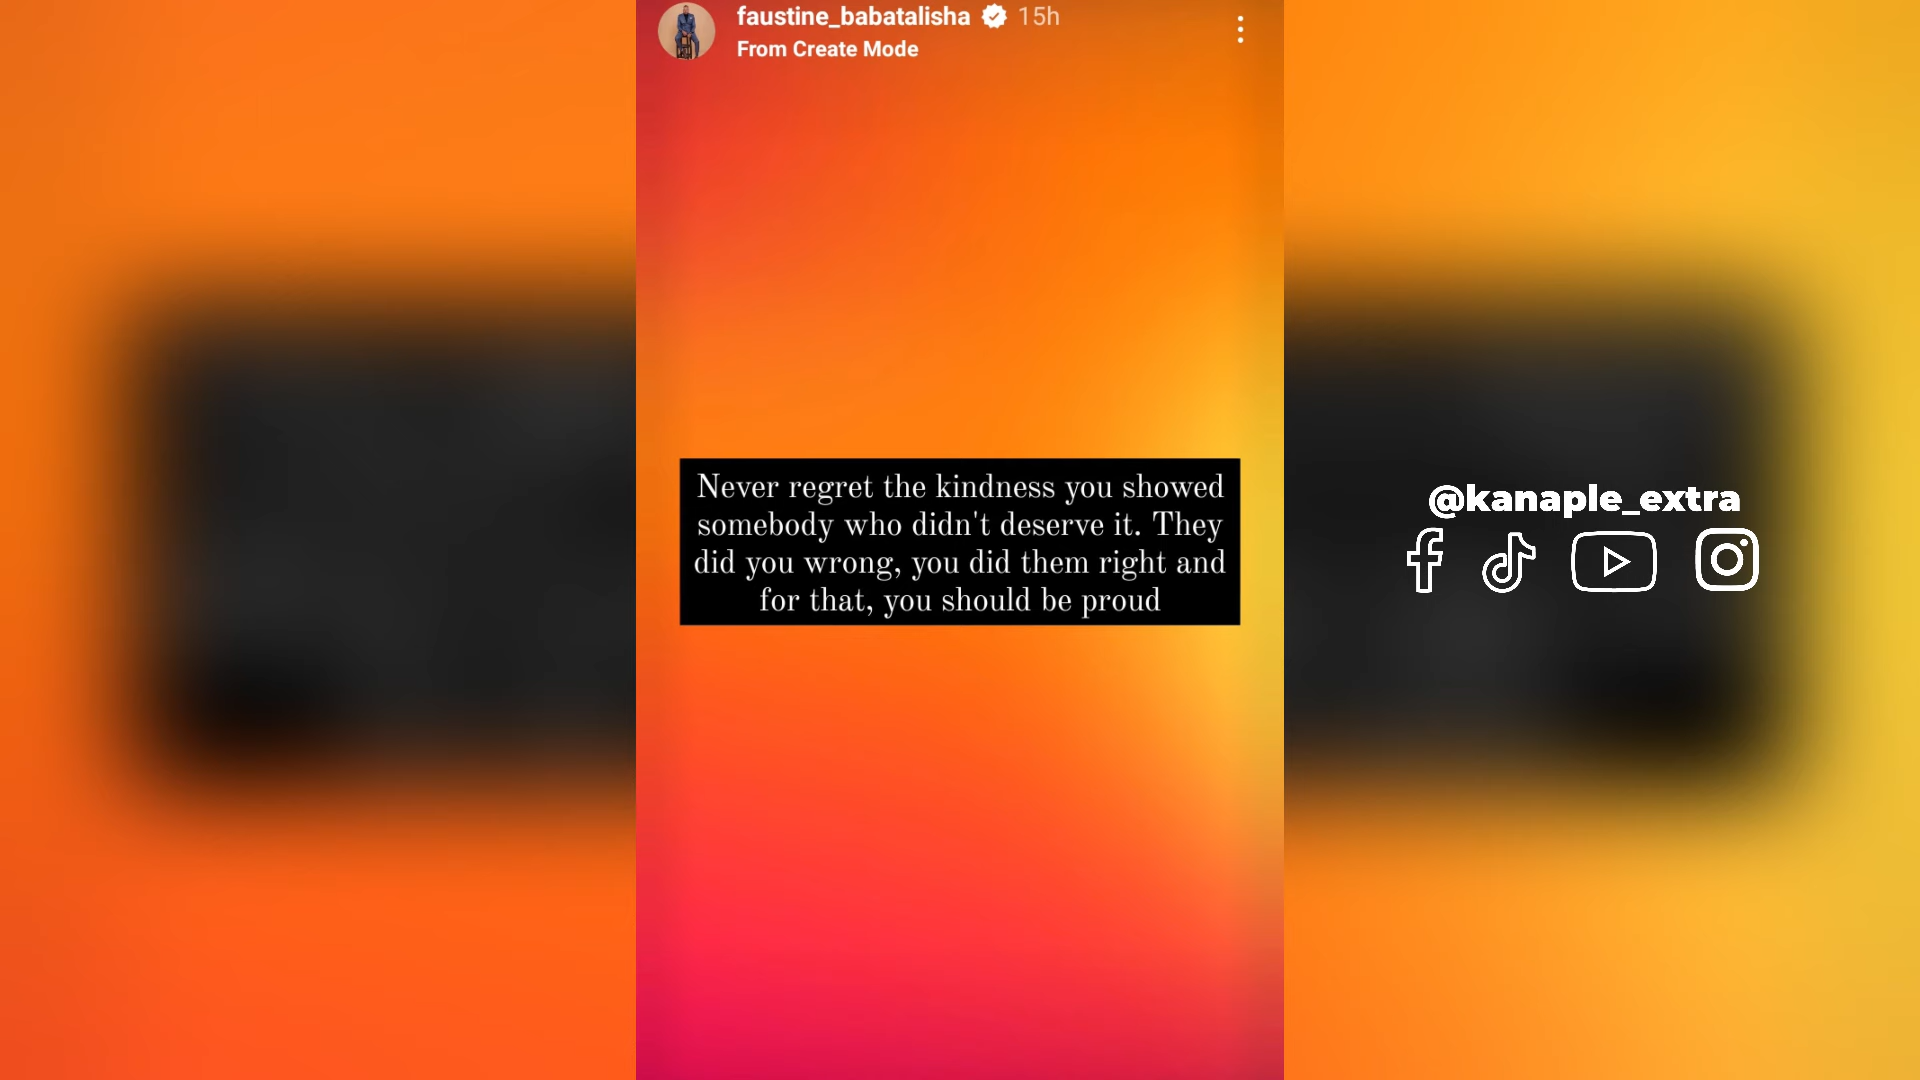 faustine_babatalisha 15h
From Create Mode
Never regret the kindness you showed
somebody who didn't deserve it. They
did you wrong, you did them right and
for that, you should be proud
@kanaple_extra